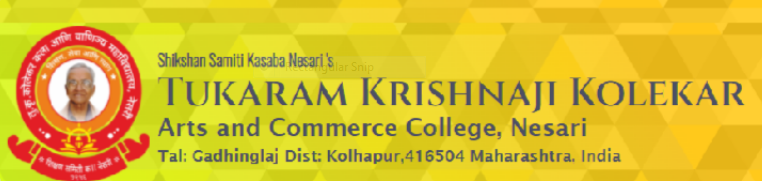 Shikshan Samiti Kasaba Nesari's
TUKARAM KRISHNAJI KOLEKAR
Arts and Commerce College, Nesari
Tal: Gadhinglaj Dist: Kolhapur,416504 Maharashtra, India